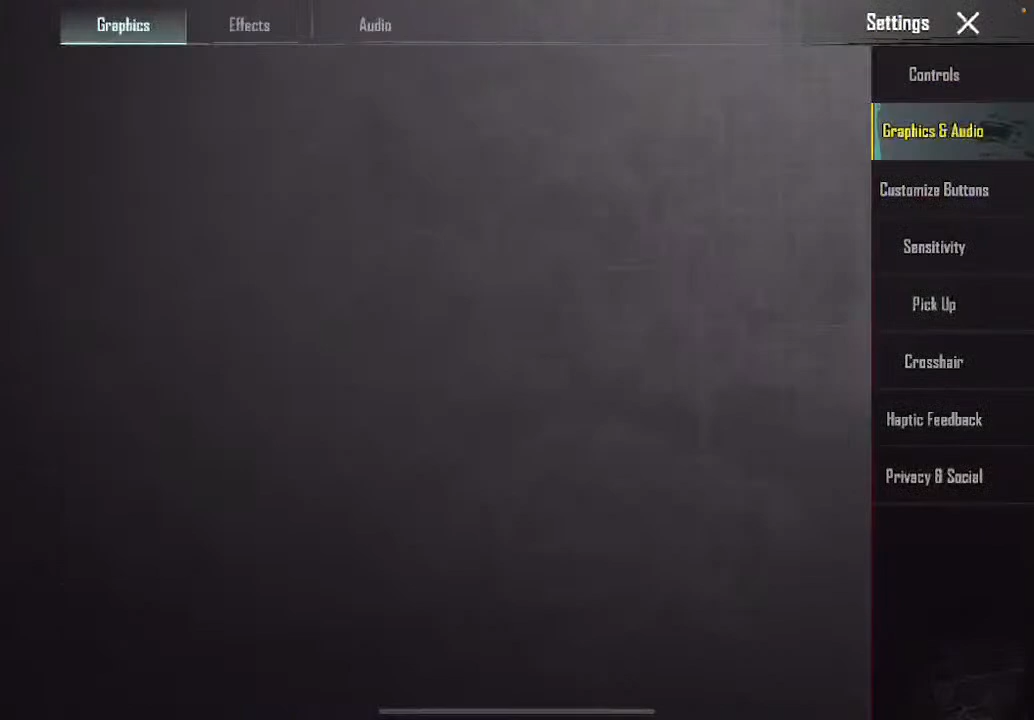 Graphics
Effects
Audio
Settings
Controls
Graphics & Audio
Customize Buttons
Sensitivity
Pick Up
Crosshair
Haptic Feedback
Privacy & Social